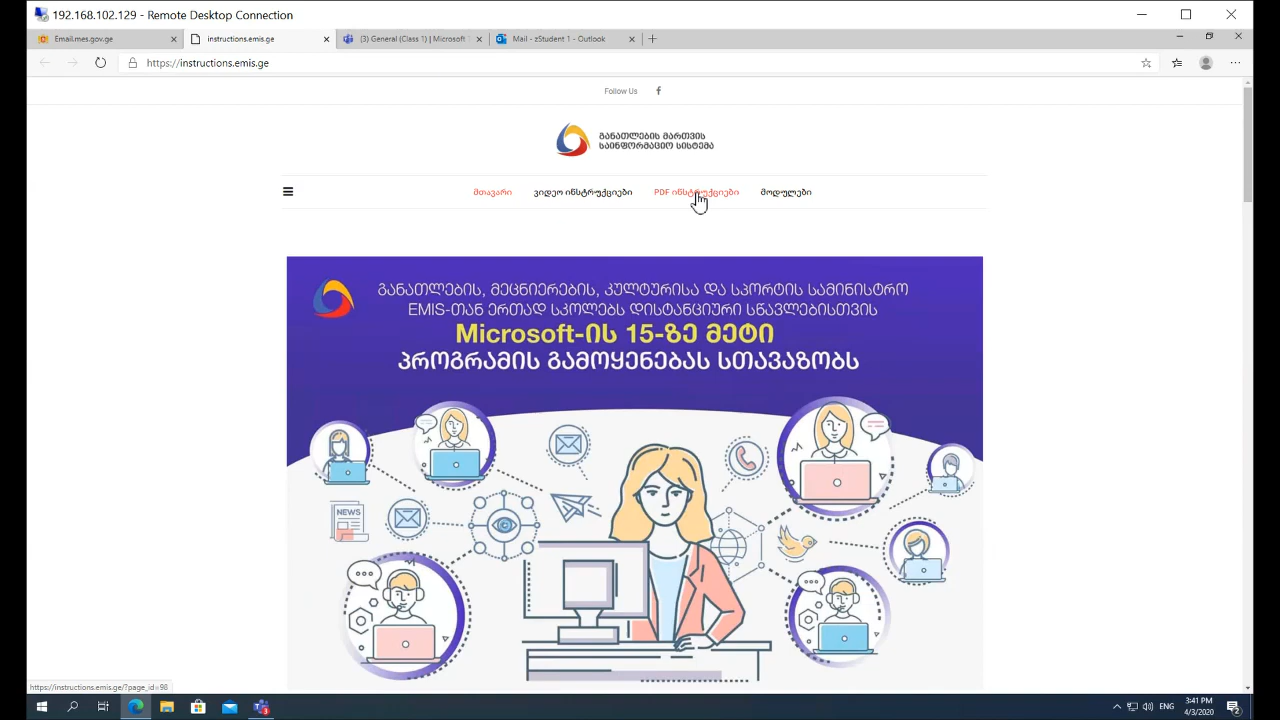 192.168.102.129 - Remote Desktop Connection
Email.mes.gov.ge
instructions.emis.ge
(3) General (Class 1) | Microsoft
Mail - zStudent 1 - Outlook
https://instructions.emis.ge
Follow Us
განათლების მართვის
საინფორმაციო სისტემა
მთავარი
ვიდეო ინსტრუქციები
PDF ინსტრუქციები
მოდულები
განათლების, მეცნიერების, კულტურისა და სპორტის სამინისტრო
EMIS-თან ერთად სკოლებს დისტანციური სწავლებისთვის
Microsoft-ის 15-ზე მეტი
პროგრამის გამოყენებას სთავაზობს
NEWS
https://instructions.emis.ge/?page_id=98
ENG
3:41 PM
4/3/2020
2